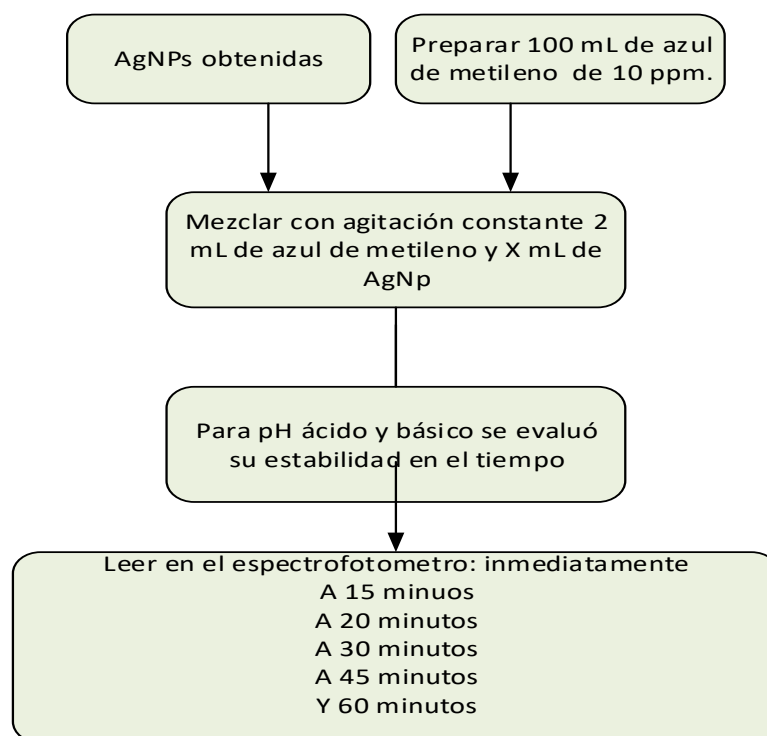 AgNPs obtenidas
Preparar 100 mL de azul
de metileno de 10 ppm.
Mezclar con agitación constante 2
mL de azul de metileno y X mL de
AgNp
Para pH ácido y básico se evaluó
su estabilidad en el tiempo
Leer en el espectrofotometro: inmediatamente
A 15 minuos
A 20 minutos
A 30 minutos
A 45 minutos
Y 60 minutos